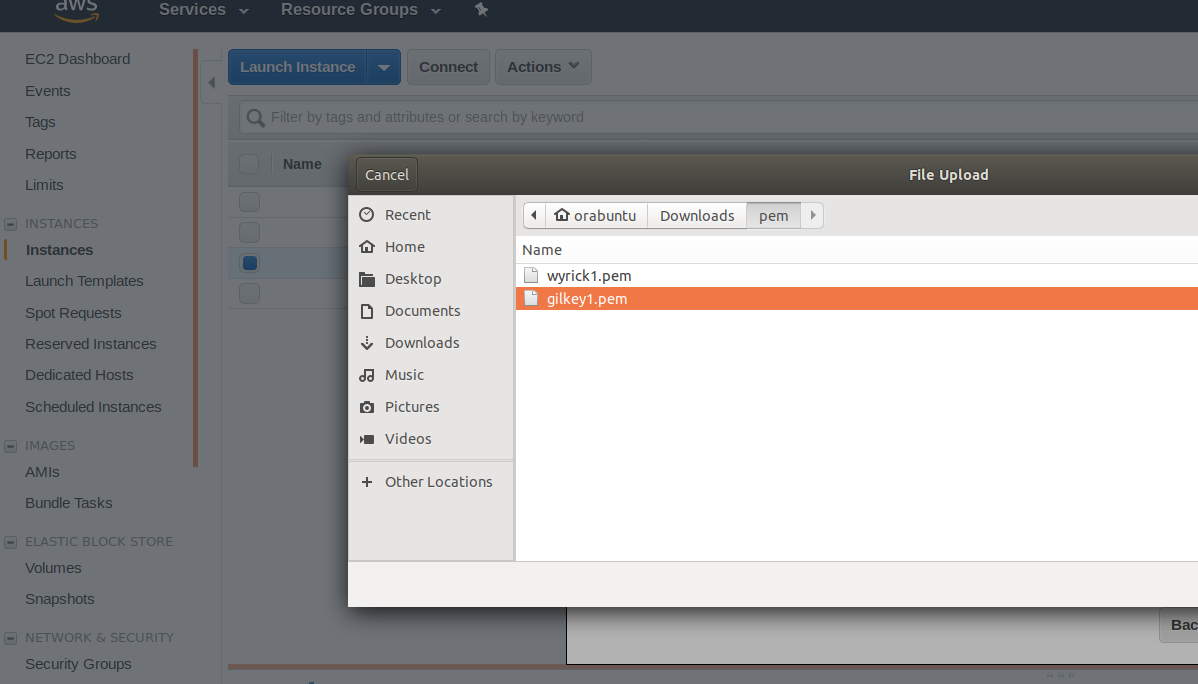 aws Services Resource Groups
EC2 Dashboard
Events
Tags
Reports
Limits
INSTANCES
Instances
Launch Templates
Spot Requests
Reserved Instances
Dedicated Hosts
Scheduled Instances
IMAGES
AMIs
Bundle Tasks
ELASTIC BLOCK STORE
Volumes
Snapshots
NETWORK & SECURITY
Security Groups
Launch Instance Connect Actions
Filter by tags and attributes or search by keyword
Name
Cancel File Upload
Recent
Home
Desktop
Documents
Downloads
Music
Pictures
Videos
+ Other Locations
orabuntu Downloads pem
Name
wyrick1.pem
gilkey1.pem
Bac